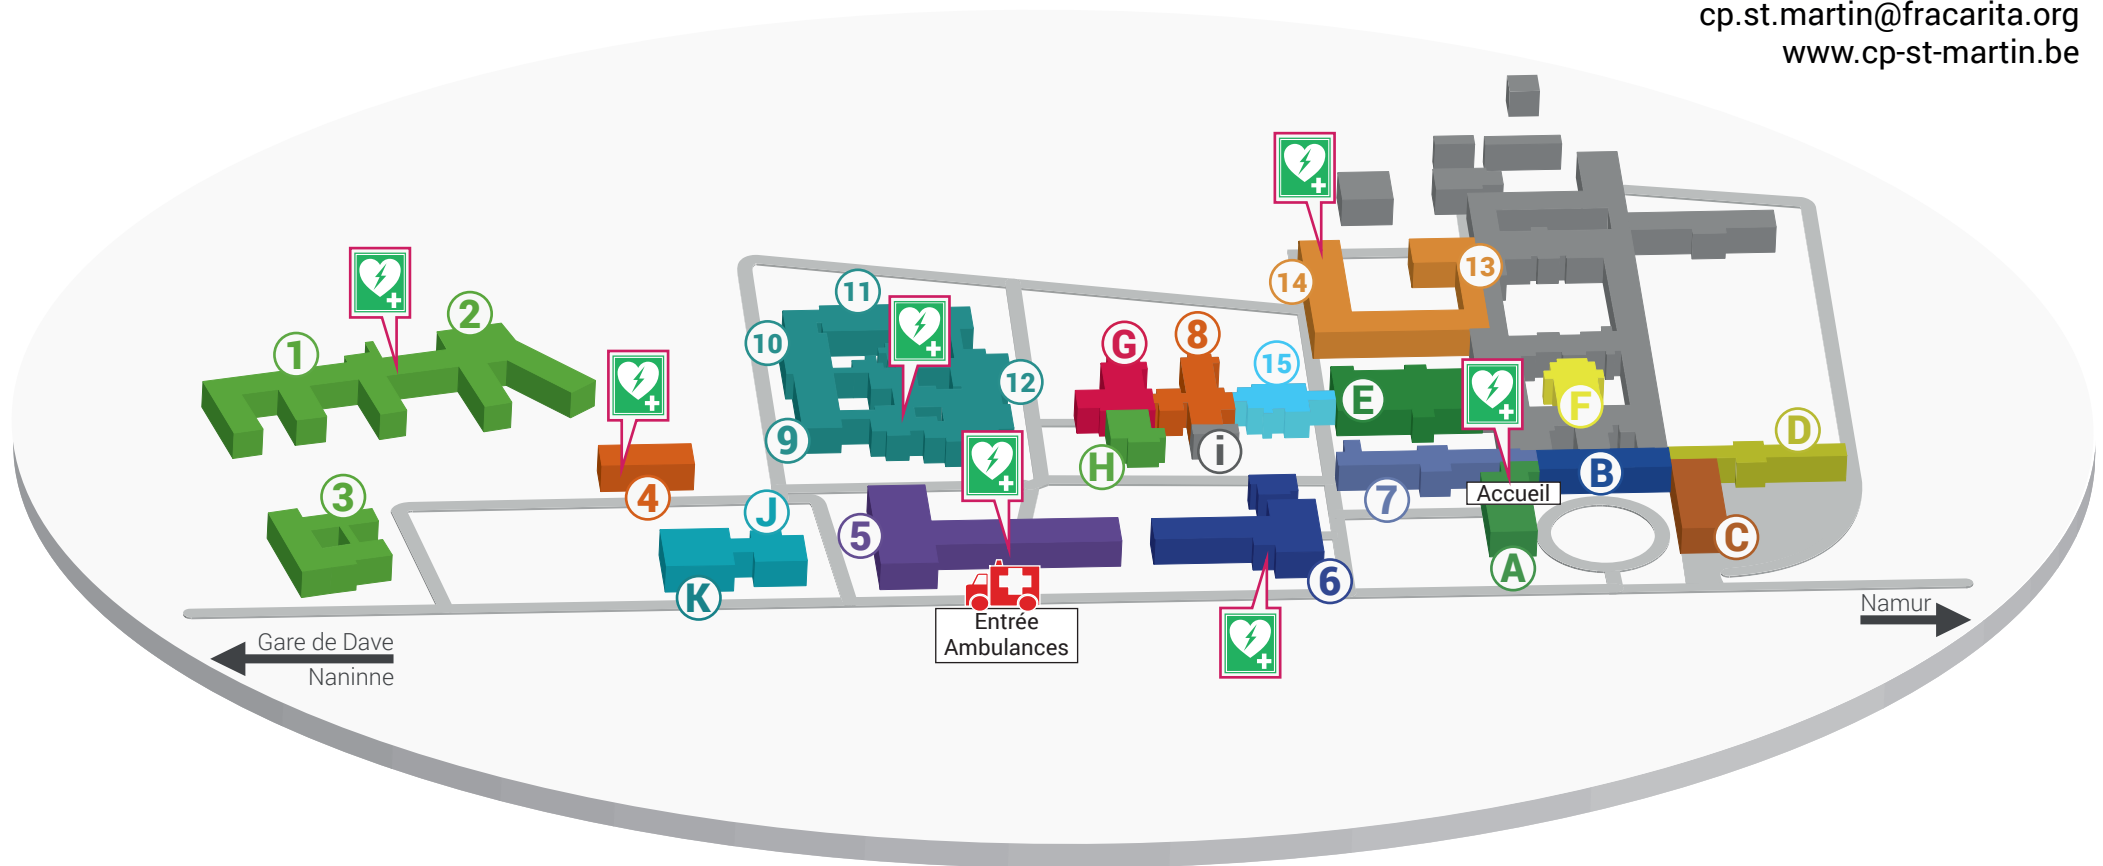 cp.st.martin@fracarita.org
www.cp-st-martin.be
14
13
11
2
1
10
G
8
15
12
E
F
9
D
H
i
B
3
4
7
Accueil
J
5
C
A
K
6
Entrée
Ambulances
Namur
Gare de Dave
Naninne